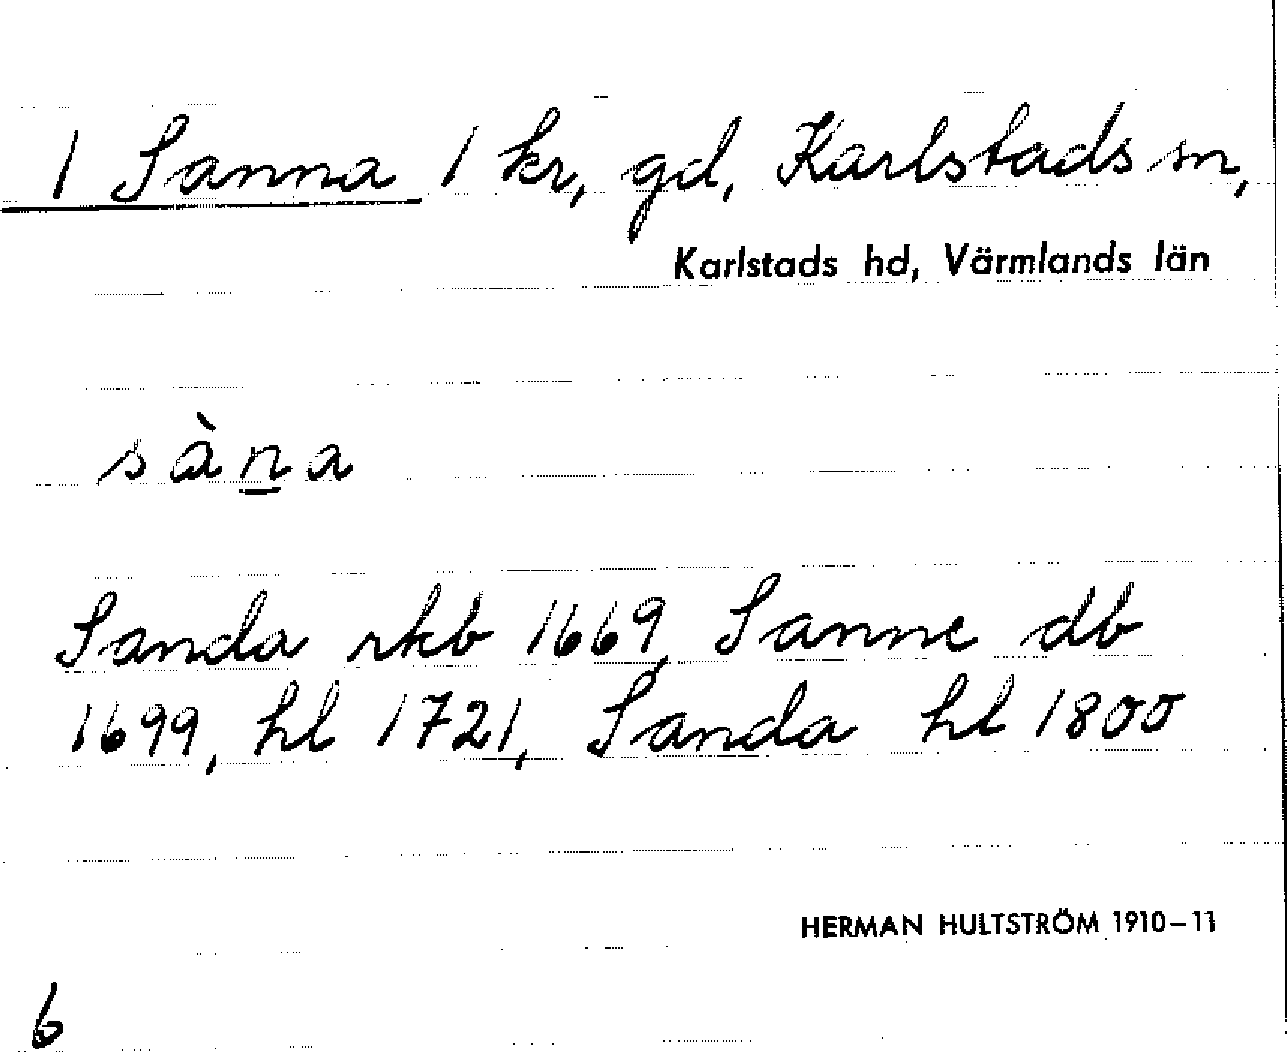 1 Sanna 1 kr, gd, Karlstads sn,
Karlstads hd, Värmlands län
sàna
Sanda rkb 1669, Sanne db
1699, hl 1721, Sanda hl 1800
HERMAN HULTSTRÖM 1910–11
6